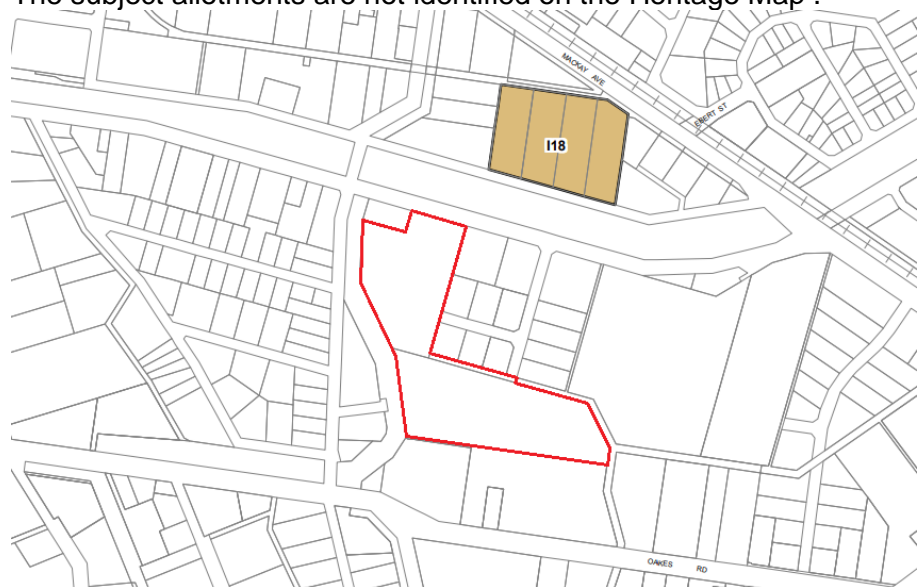 The subject allotments are not identified on the Heritage Map .
MACKAY AVE
EBERT ST
I18
OAKES RD